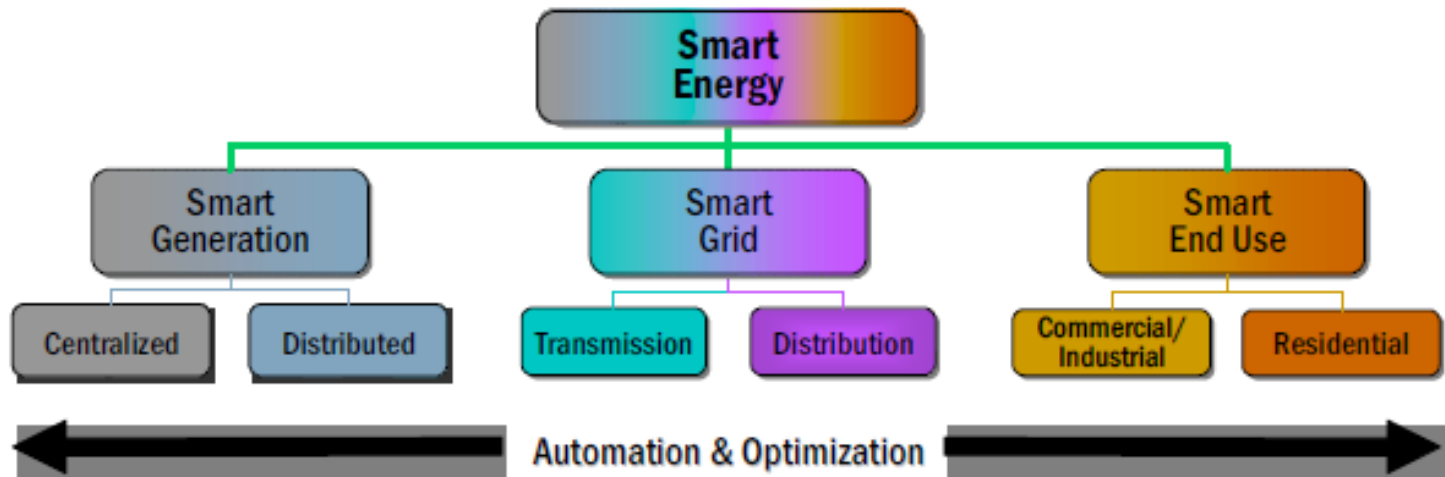 Smart
Energy
Smart
Generation
Smart
Grid
Smart
End Use
Centralized
Distributed
Transmission
Distribution
Commercial/
Industrial
Residential
Automation & Optimization